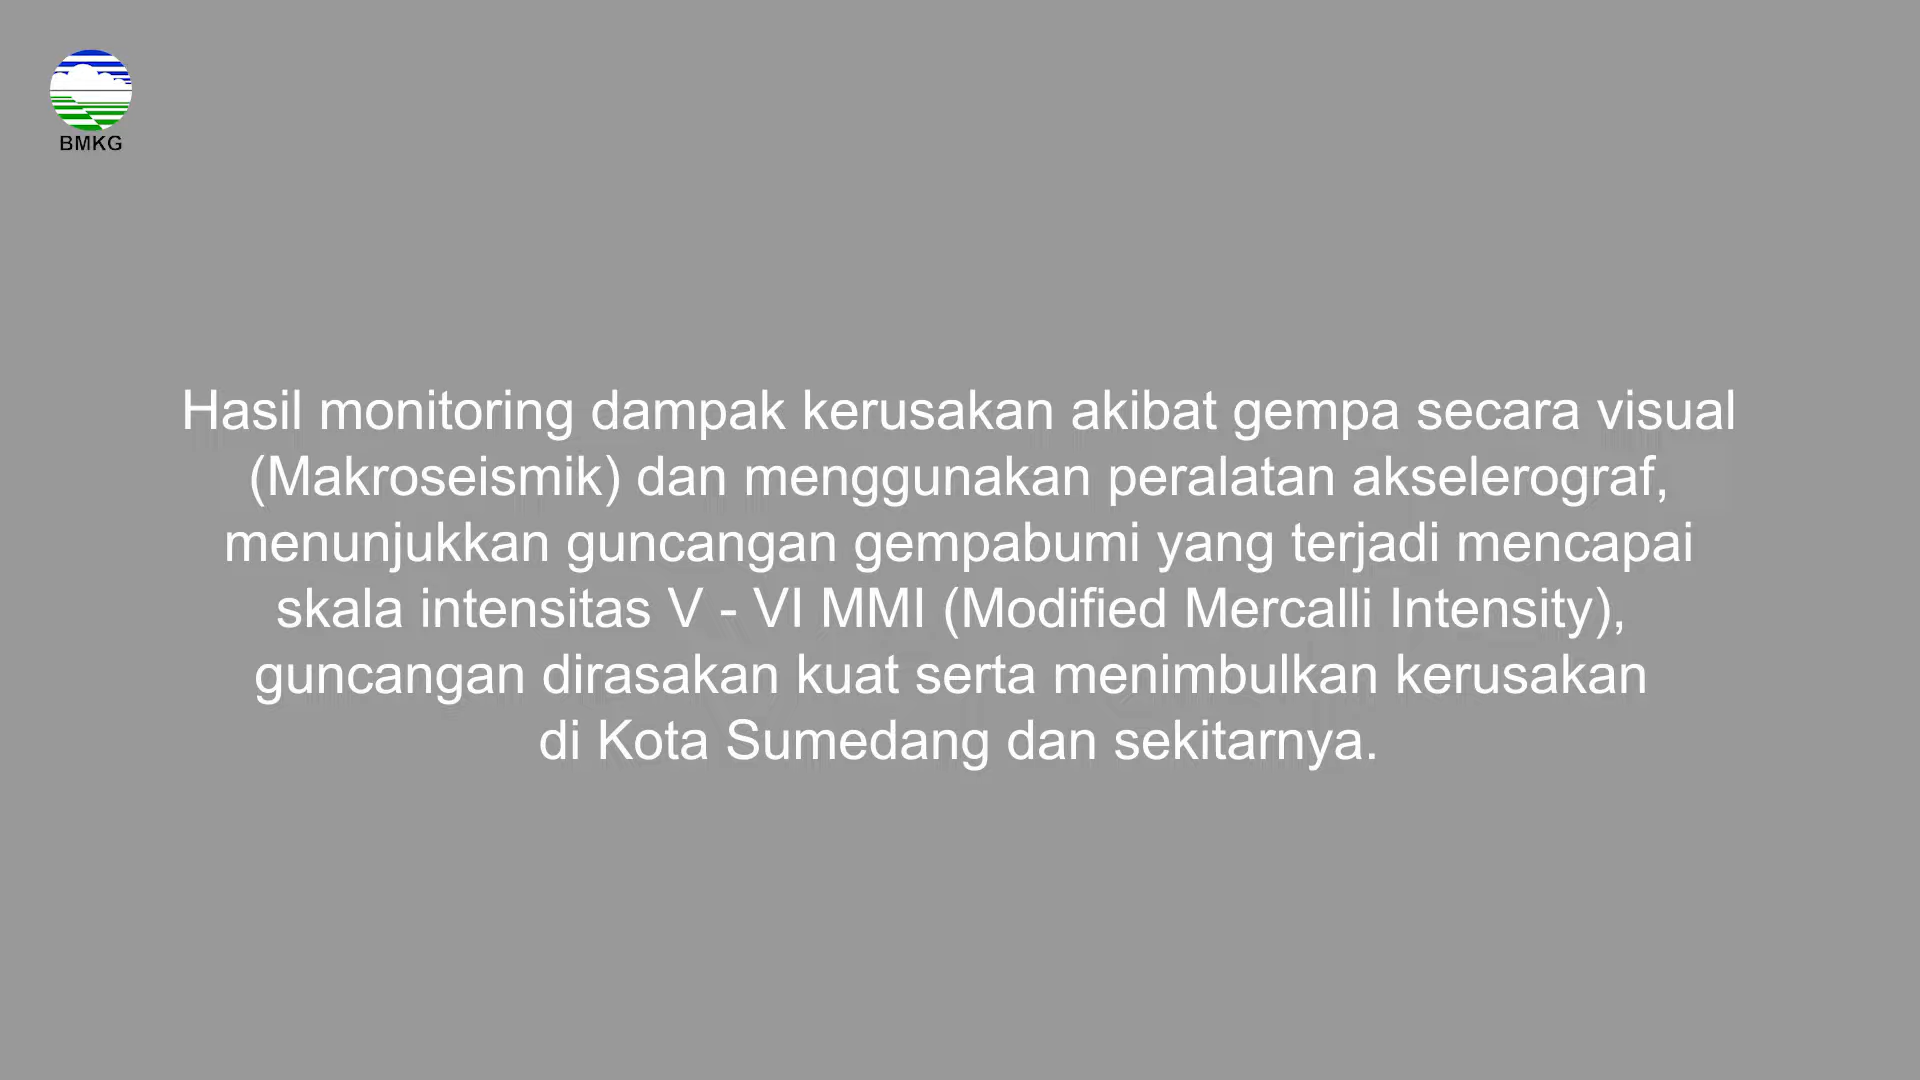 BMKG
Hasil monitoring dampak kerusakan akibat gempa secara visual
(Makroseismik) dan menggunakan peralatan akselerograf,
menunjukkan guncangan gempabumi yang terjadi mencapai
skala intensitas V - VI MMI (Modified Mercalli Intensity),
guncangan dirasakan kuat serta menimbulkan kerusakan
di Kota Sumedang dan sekitarnya.